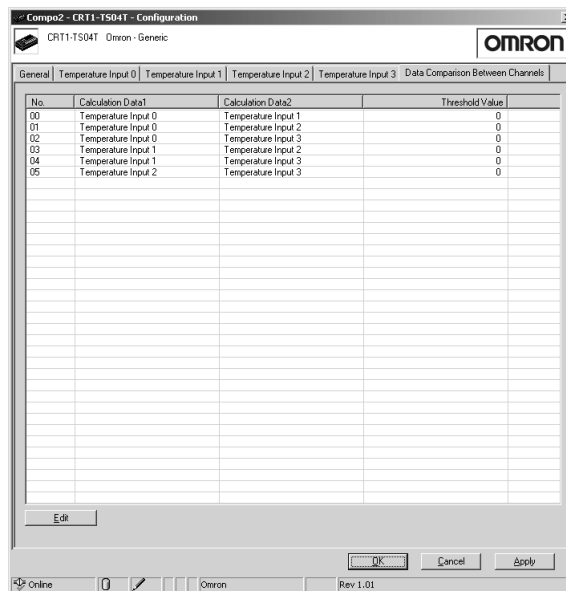 Compo2 - CRT1-TS04T - Configuration
CRT1-TS04T Omron - Generic
OMRON
General Temperature Input 0 Temperature Input 1 Temperature Input 2 Temperature Input 3 Data Comparison Between Channels
No. Calculation Data1 Calculation Data2 Threshold Value
00 Temperature Input 0 Temperature Input 1 0
01 Temperature Input 0 Temperature Input 2 0
02 Temperature Input 0 Temperature Input 3 0
03 Temperature Input 1 Temperature Input 2 0
04 Temperature Input 1 Temperature Input 3 0
05 Temperature Input 2 Temperature Input 3 0
Edit
OK Cancel Apply
Online Omron Rev 1.01